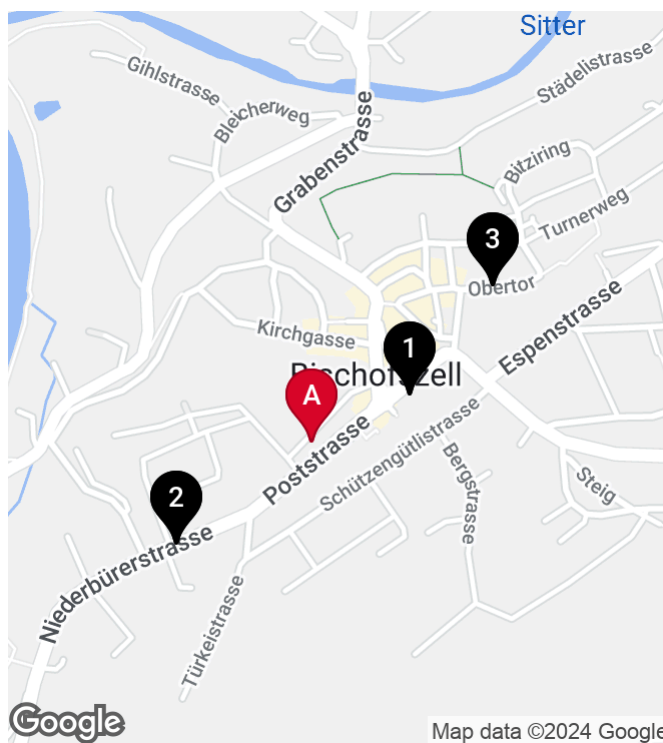 Sitter
Gihlstrasse
Städelistrasse
Bleicherweg
Grabenstrasse
Bitziring
Turnerweg
3
Obertor
Espenstrasse
Kirchgasse
1
Bischofszell
A
Poststrasse
Schützengütlistrasse
Bergstrasse
Steig
2
Niederbürerstrasse
Türkeistrasse
Google
Map data ©2024 Google